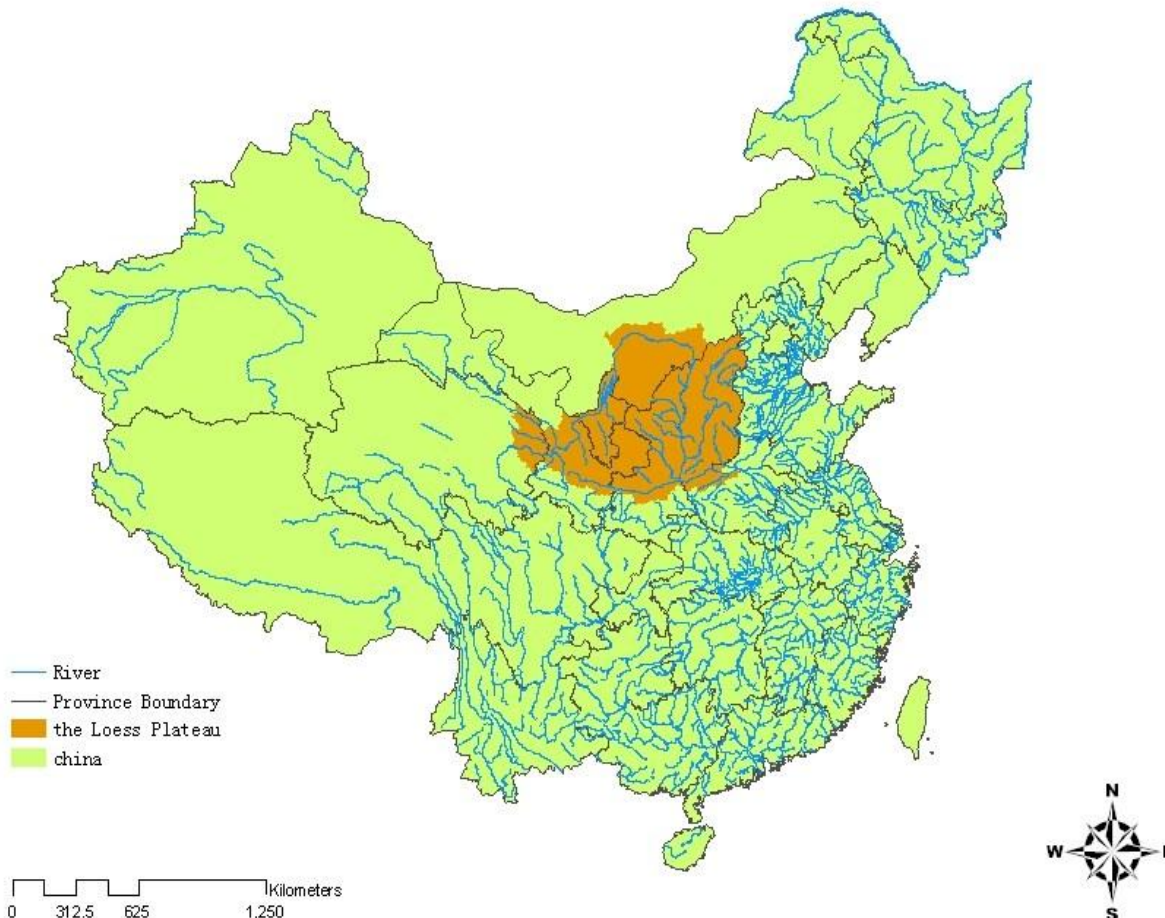 River
Province Boundary
the Loess Plateau
china
N
W
S
Kilometers
0 312.5 625 1,250